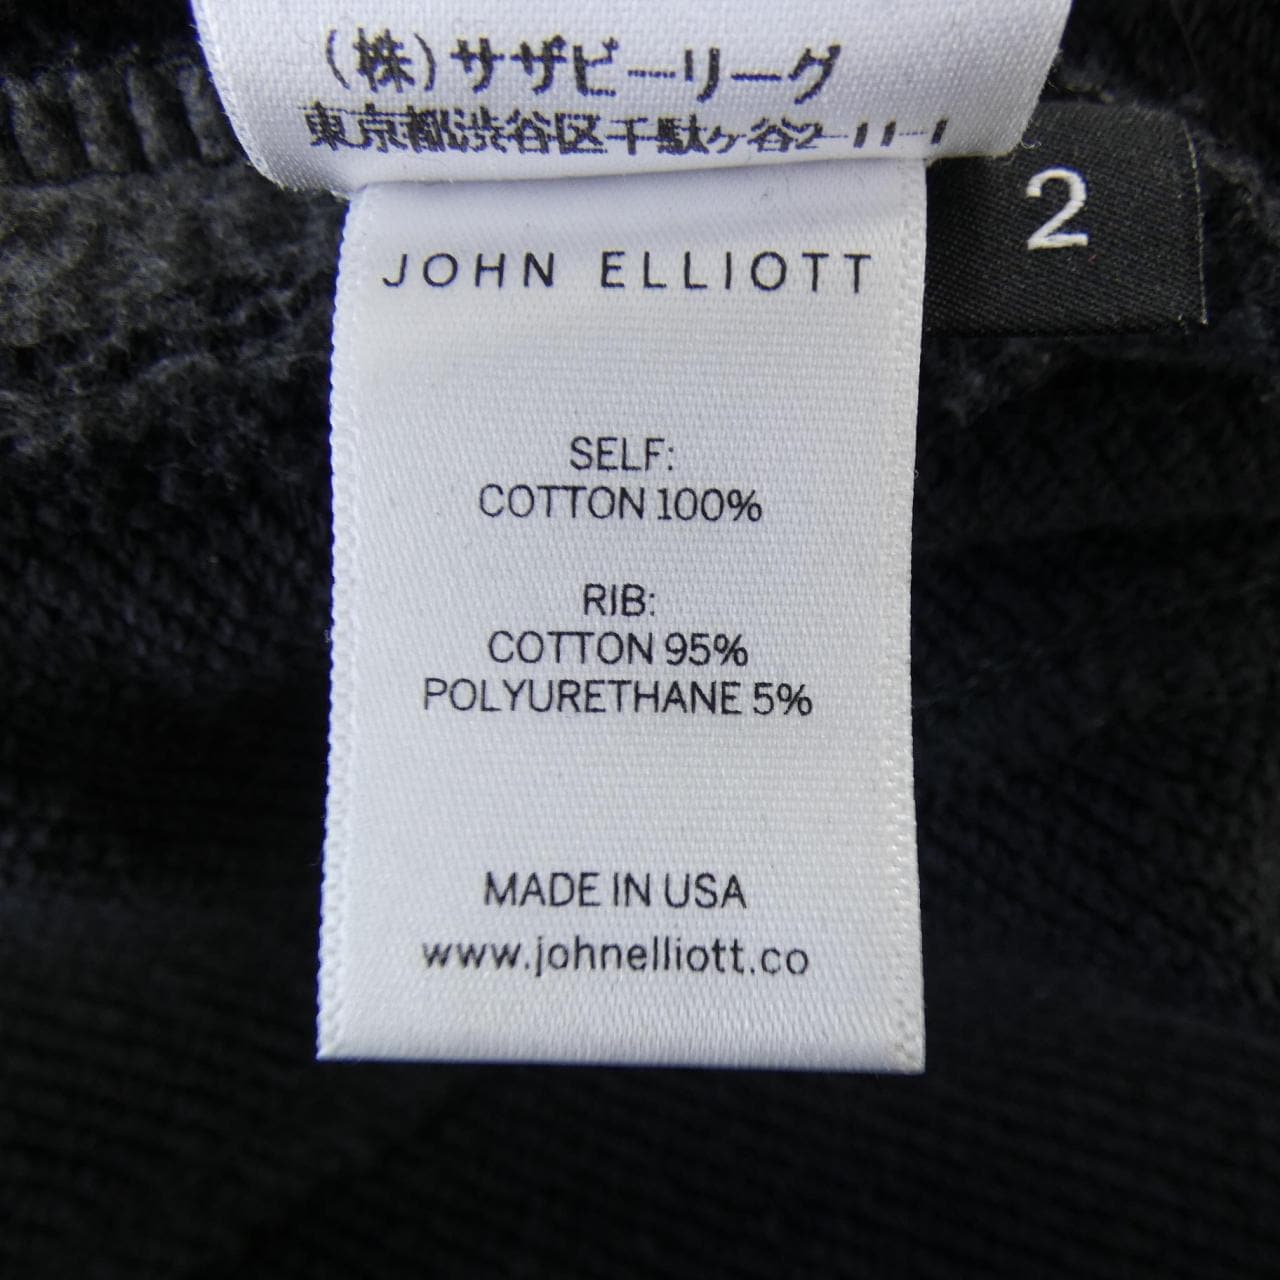 (株)サザビーリーグ
東京都渋谷区千駄ヶ谷2-11-1
2
JOHN ELLIOTT
SELF:
COTTON 100%
RIB:
COTTON 95%
POLYURETHANE 5%
MADE IN USA
www.johnelliott.co